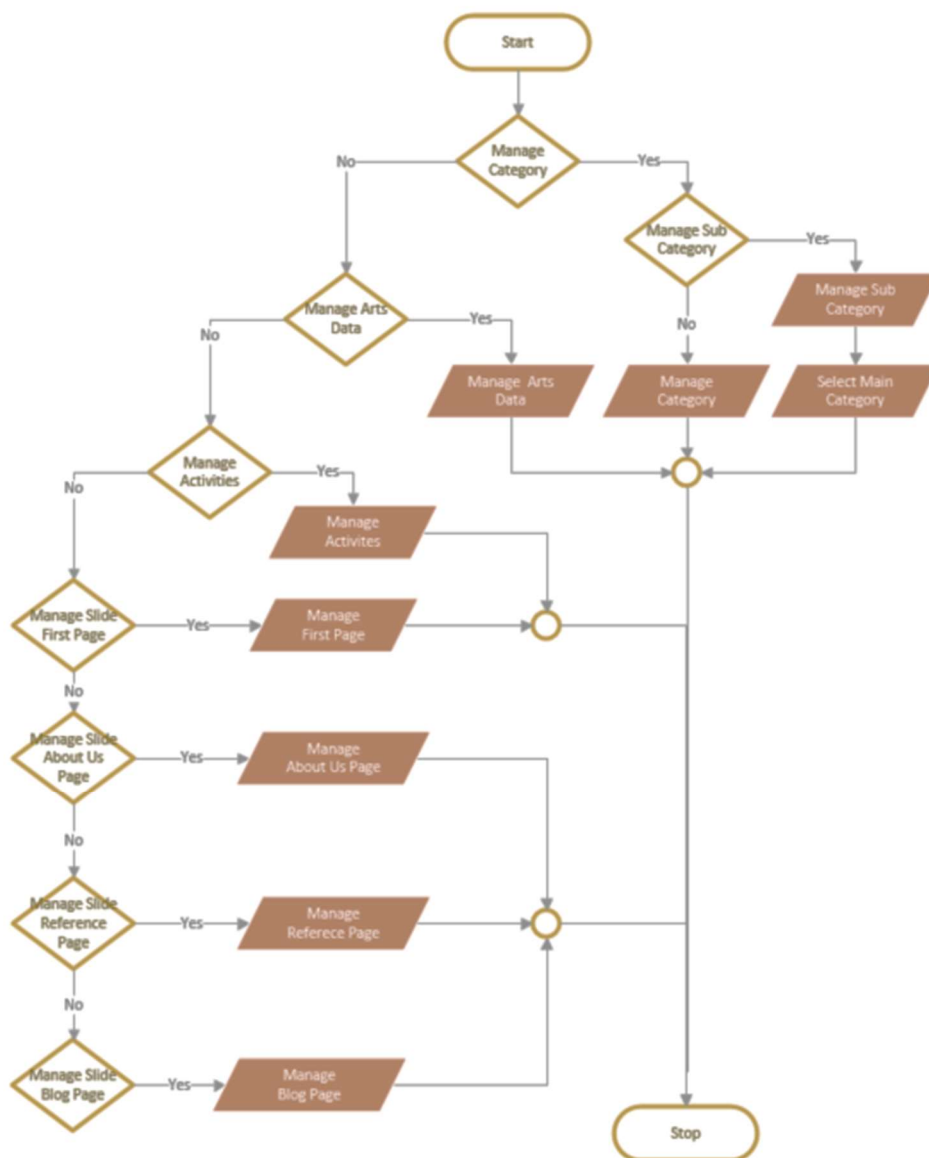 Start
Manage
Category
No
Yes
Manage Sub
Category
Yes
Manage Sub
Category
Manage Arts
Data
No
Yes
No
Manage Arts
Data
Manage
Category
Select Main
Category
Manage
Activities
No
Yes
Manage
Activites
Manage Slide
First Page
Yes
Manage
First Page
No
Manage Slide
About Us
Page
Yes
Manage
About Us Page
No
Manage Slide
Reference
Page
Yes
Manage
Referece Page
No
Manage Slide
Blog Page
Yes
Manage
Blog Page
Stop